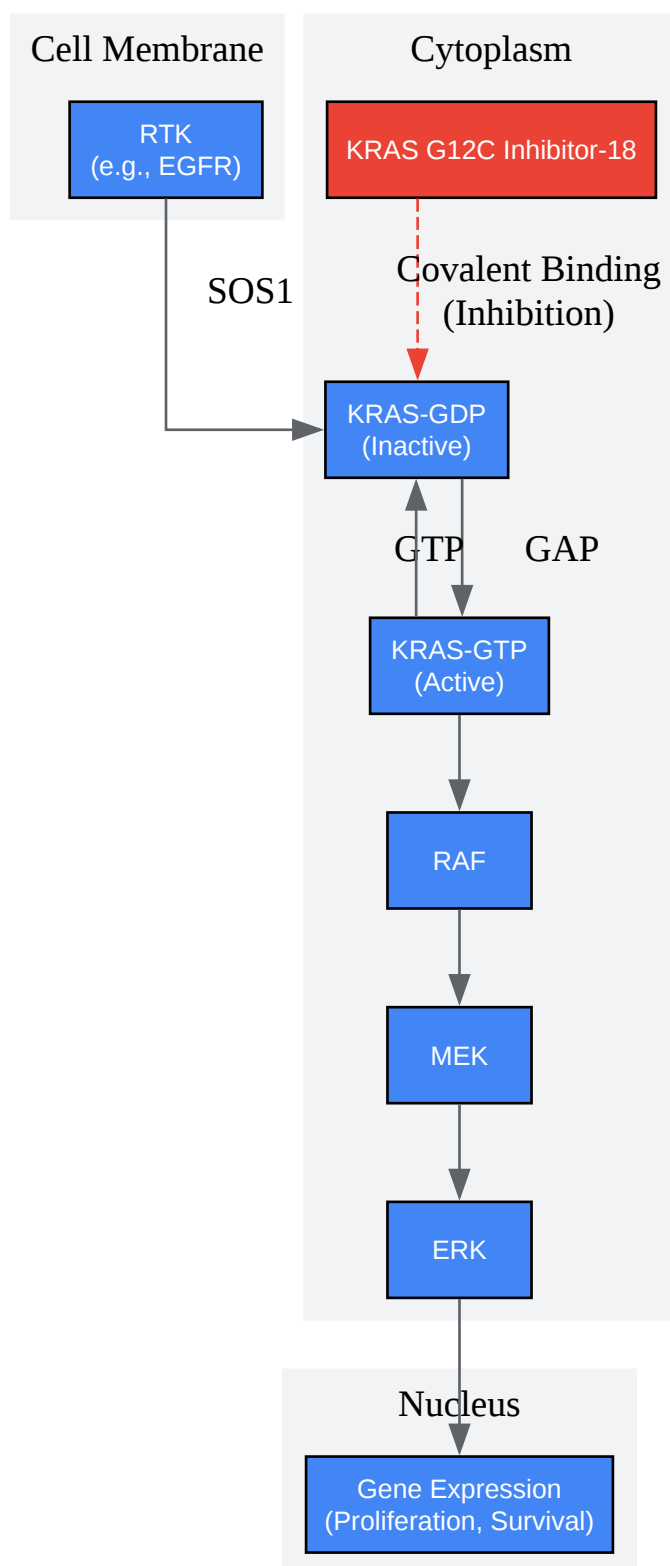 Cell Membrane
Cytoplasm
RTK
(e.g., EGFR)
KRAS G12C Inhibitor-18
SOS1
Covalent Binding
(Inhibition)
KRAS-GDP
(Inactive)
GTP
GAP
KRAS-GTP
(Active)
RAF
MEK
ERK
Nucleus
Gene Expression
(Proliferation, Survival)